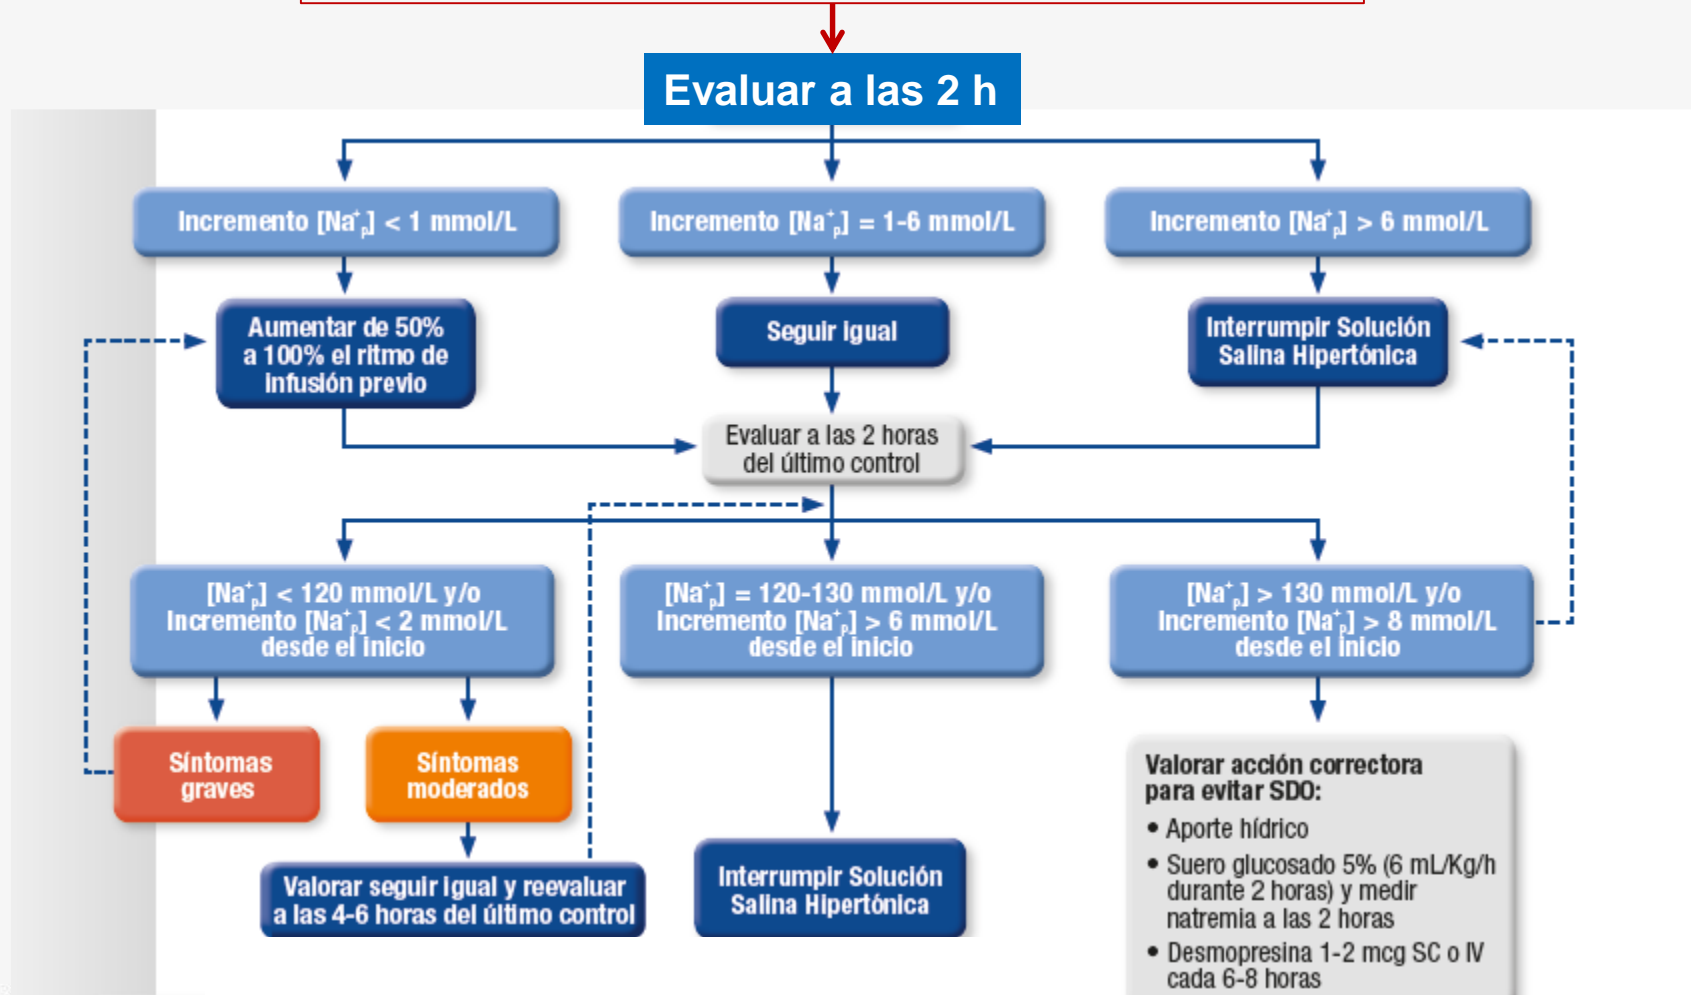 Evaluar a las 2 h
Incremento [Na⁺ₚ] < 1 mmol/L
Incremento [Na⁺ₚ] = 1-6 mmol/L
Incremento [Na⁺ₚ] > 6 mmol/L
Aumentar de 50%
a 100% el ritmo de
infusión previo
Seguir igual
Interrumpir Solución
Salina Hipertónica
Evaluar a las 2 horas
del último control
[Na⁺ₚ] < 120 mmol/L y/o
Incremento [Na⁺ₚ] < 2 mmol/L
desde el inicio
[Na⁺ₚ] = 120-130 mmol/L y/o
Incremento [Na⁺ₚ] > 6 mmol/L
desde el inicio
[Na⁺ₚ] > 130 mmol/L y/o
Incremento [Na⁺ₚ] > 8 mmol/L
desde el inicio
Síntomas
graves
Síntomas
moderados
Valorar seguir igual y reevaluar
a las 4-6 horas del último control
Interrumpir Solución
Salina Hipertónica
Valorar acción correctora
para evitar SDO:
• Aporte hídrico
• Suero glucosado 5% (6 mL/Kg/h
durante 2 horas) y medir
natremia a las 2 horas
• Desmopresina 1-2 mcg SC o IV
cada 6-8 horas